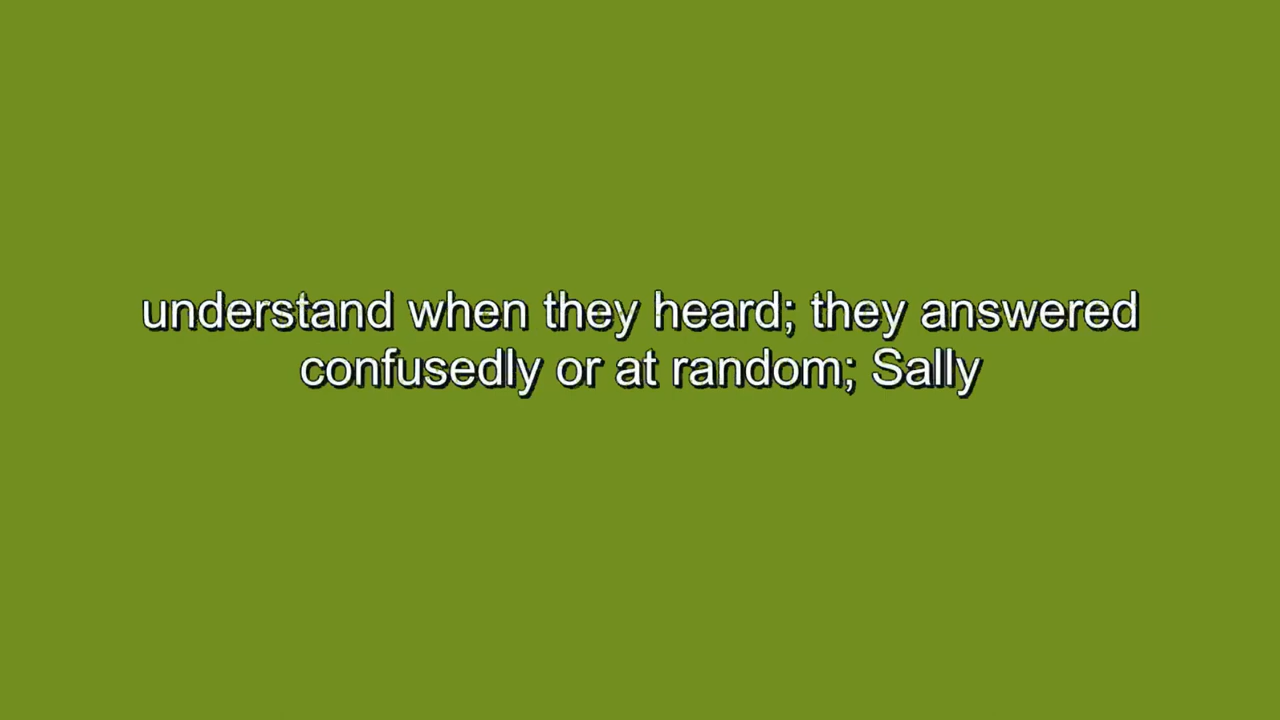 understand when they heard; they answered
confusedly or at random; Sally